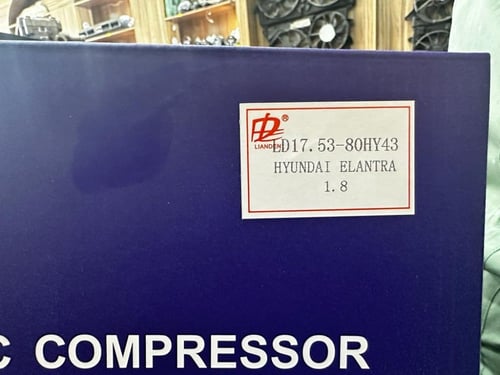 ®
LIANDEN
LD17.53-80HY43
HYUNDAI ELANTRA
1.8
C COMPRESSOR